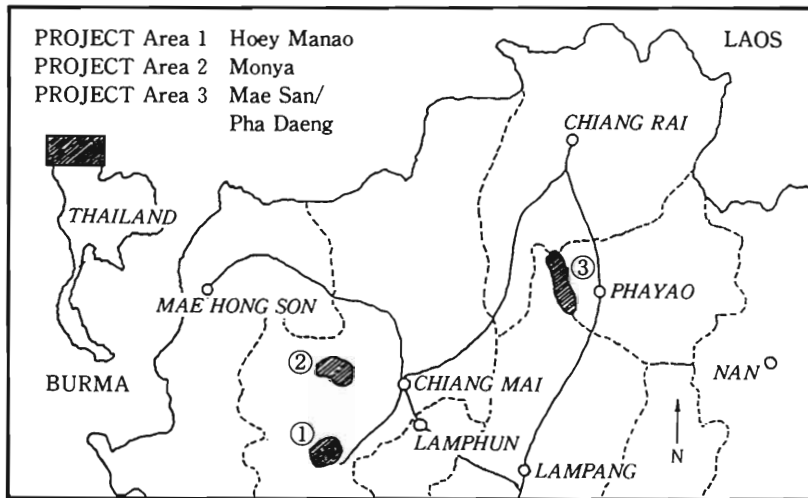 PROJECT Area 1 Hoey Manao
PROJECT Area 2 Monya
PROJECT Area 3 Mae San/
Pha Daeng
LAOS
CHIANG RAI
THAILAND
③
PHAYAO
MAE HONG SON
②
BURMA
CHIANG MAI
NAN
①
LAMPHUN
N
LAMPANG